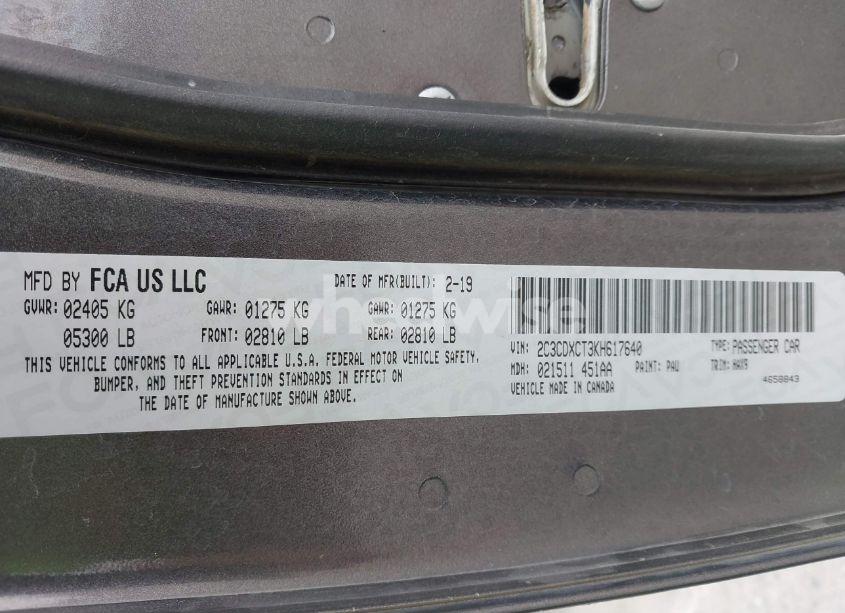 MFD BY FCA US LLC DATE OF MFR(BUILT): 2-19
GVWR: 02405 KG GAWR: 01275 KG GAWR: 01275 KG
05300 LB FRONT: 02810 LB REAR: 02810 LB
THIS VEHICLE CONFORMS TO ALL APPLICABLE U.S.A. FEDERAL MOTOR VEHICLE SAFETY,
BUMPER, AND THEFT PREVENTION STANDARDS IN EFFECT ON
THE DATE OF MANUFACTURE SHOWN ABOVE.
VIN: 2C3CDXCT3KH617640 TYPE: PASSENGER CAR
MDH: 021511 451AA PAINT: PAU TRIM: HAX9
VEHICLE MADE IN CANADA 4658843
wheelwise